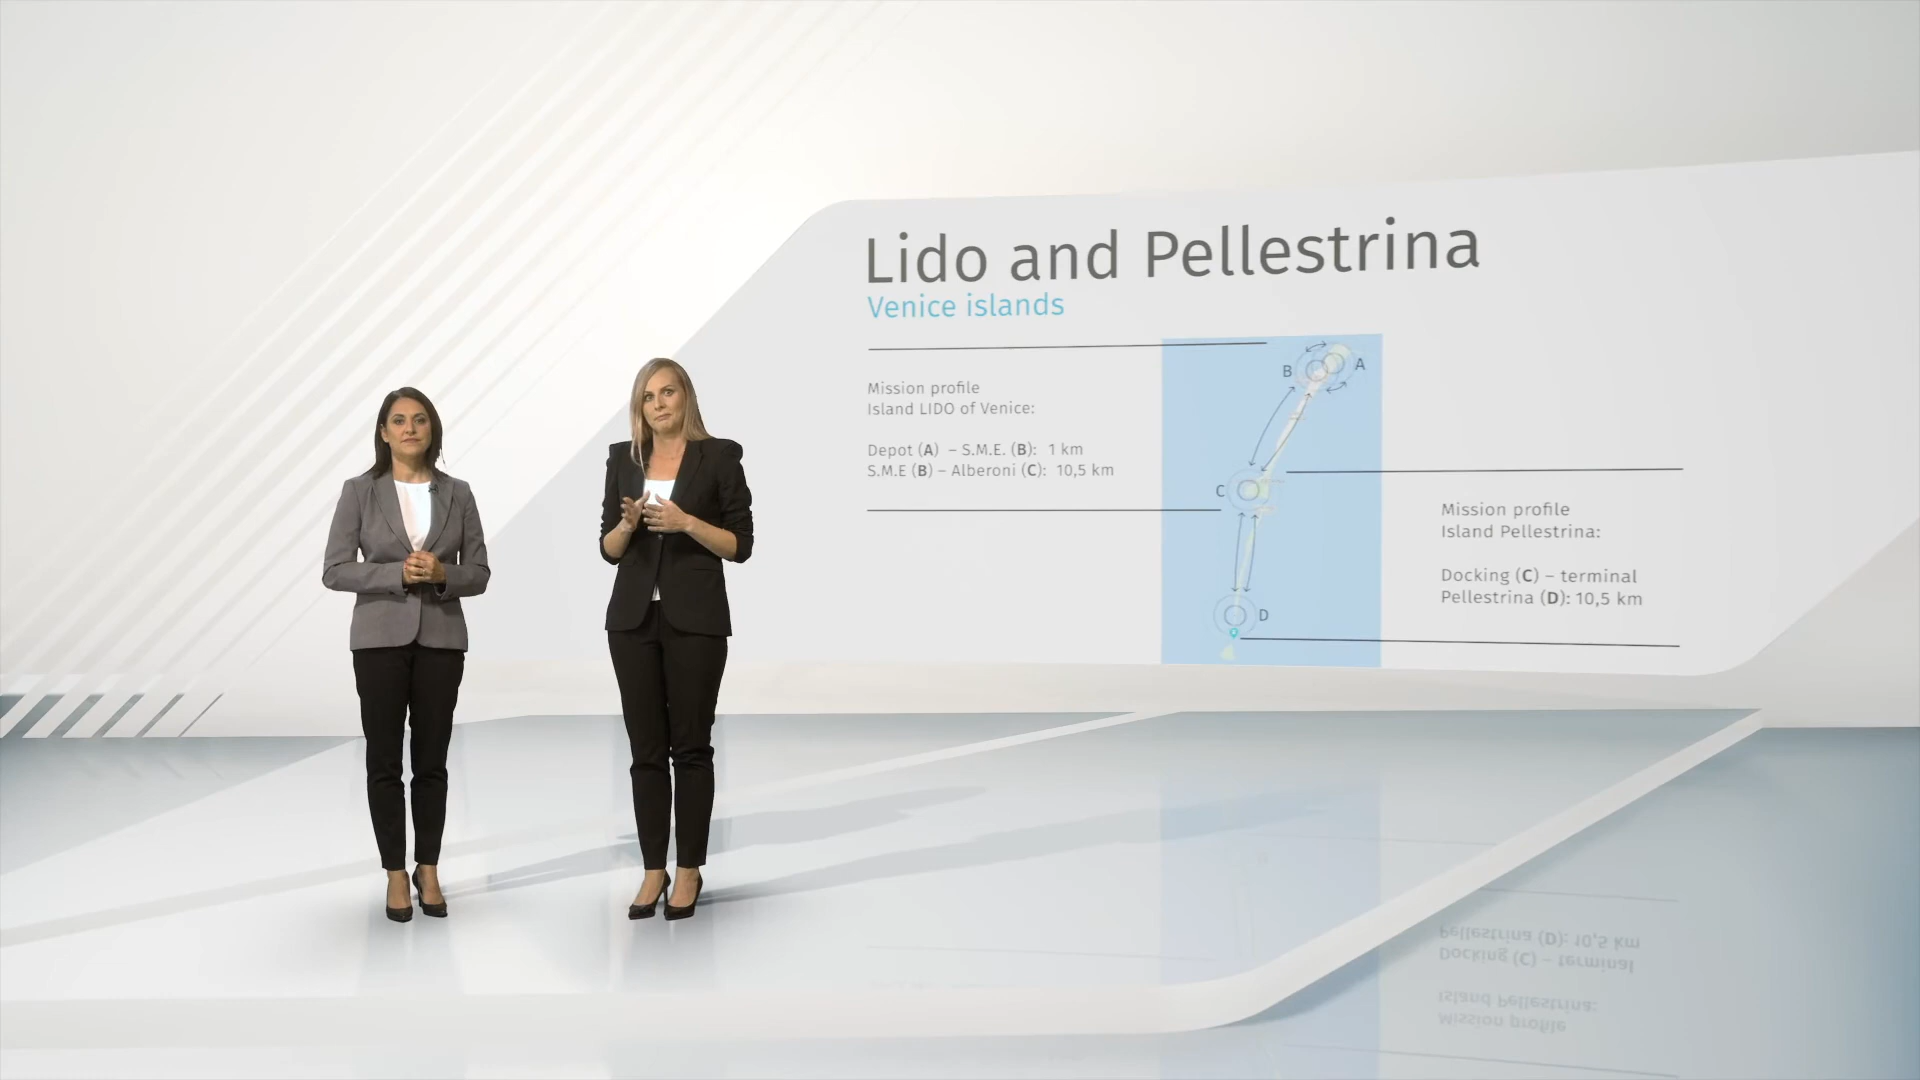 Lido and Pellestrina
Venice islands
Mission profile
Island LIDO of Venice:
Depot (A) – S.M.E. (B): 1 km
S.M.E (B) – Alberoni (C): 10,5 km
B
A
C
D
Mission profile
Island Pellestrina:
Docking (C) – terminal
Pellestrina (D): 10,5 km